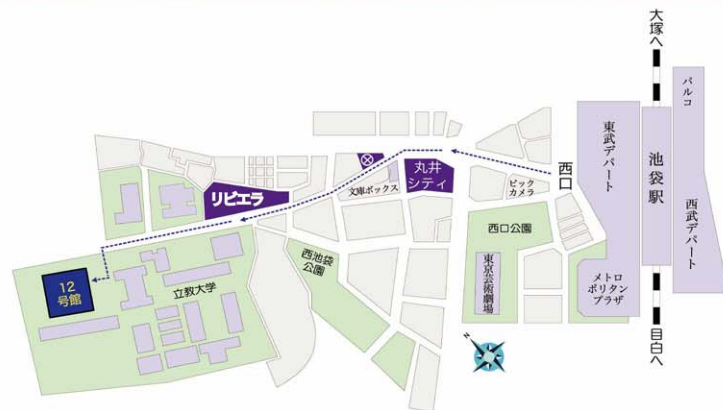 大塚へ
パルコ
東武デパート
池袋駅
西武デパート
西口
丸井
シティ
ビック
カメラ
文庫ボックス
リビエラ
西口公園
東京芸術劇場
メトロ
ポリタン
プラザ
西池袋
公園
立教大学
12
号館
N
目白へ